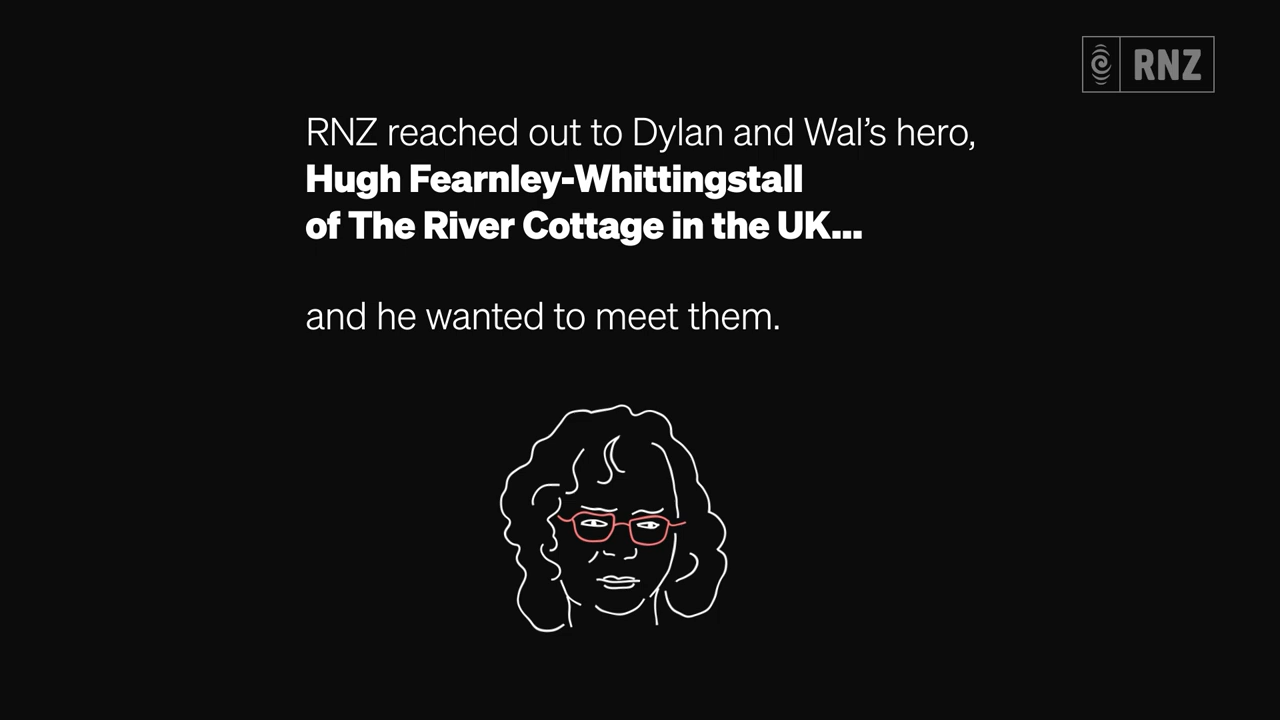 RNZ
RNZ reached out to Dylan and Wal’s hero,
Hugh Fearnley-Whittingstall
of The River Cottage in the UK...
and he wanted to meet them.